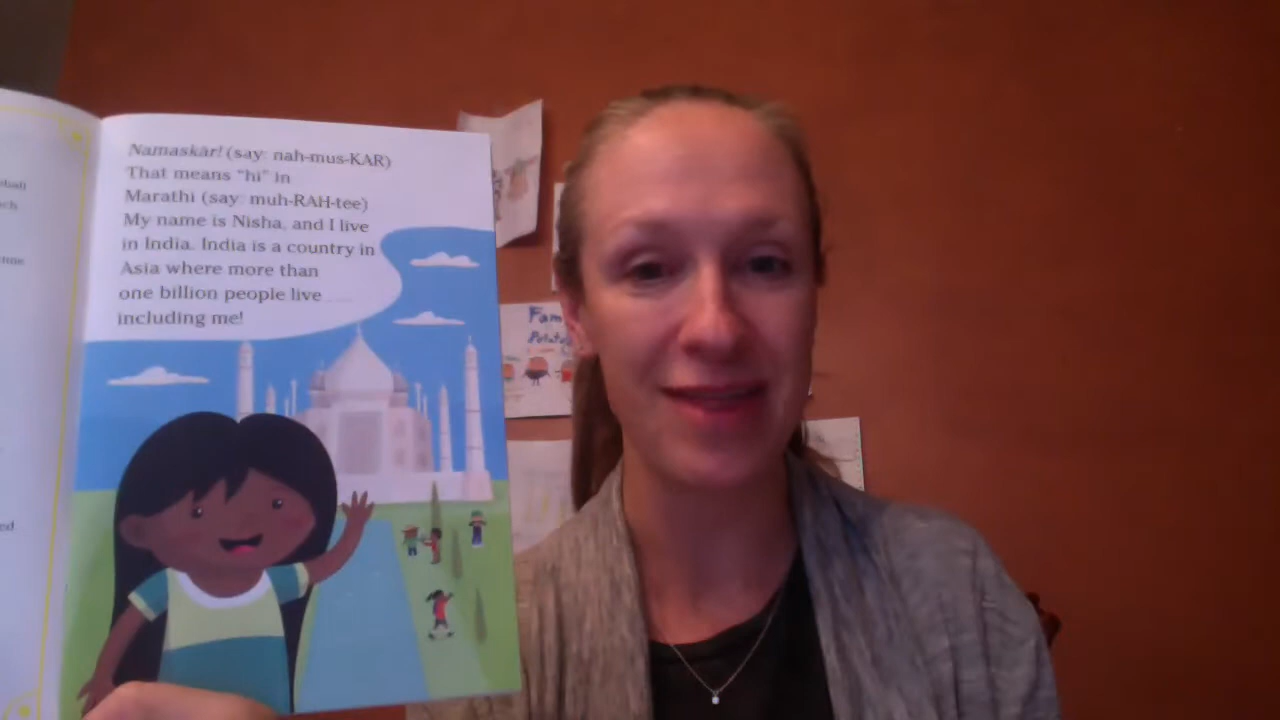 Namaskār! (say: nah-mus-KAR)
That means "hi" in
Marathi (say: muh-RAH-tee)
My name is Nisha, and I live
in India. India is a country in
Asia where more than
one billion people live
including me!